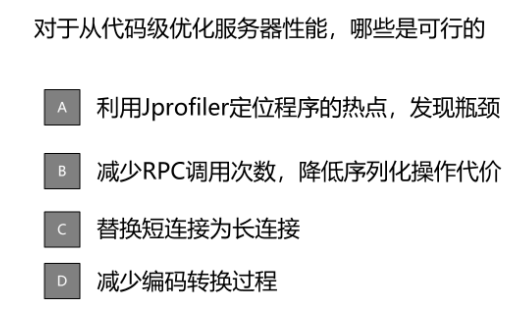 对于从代码级优化服务器性能，哪些是可行的
A 利用Jprofiler定位程序的热点，发现瓶颈
B 减少RPC调用次数，降低序列化操作代价
C 替换短连接为长连接
D 减少编码转换过程